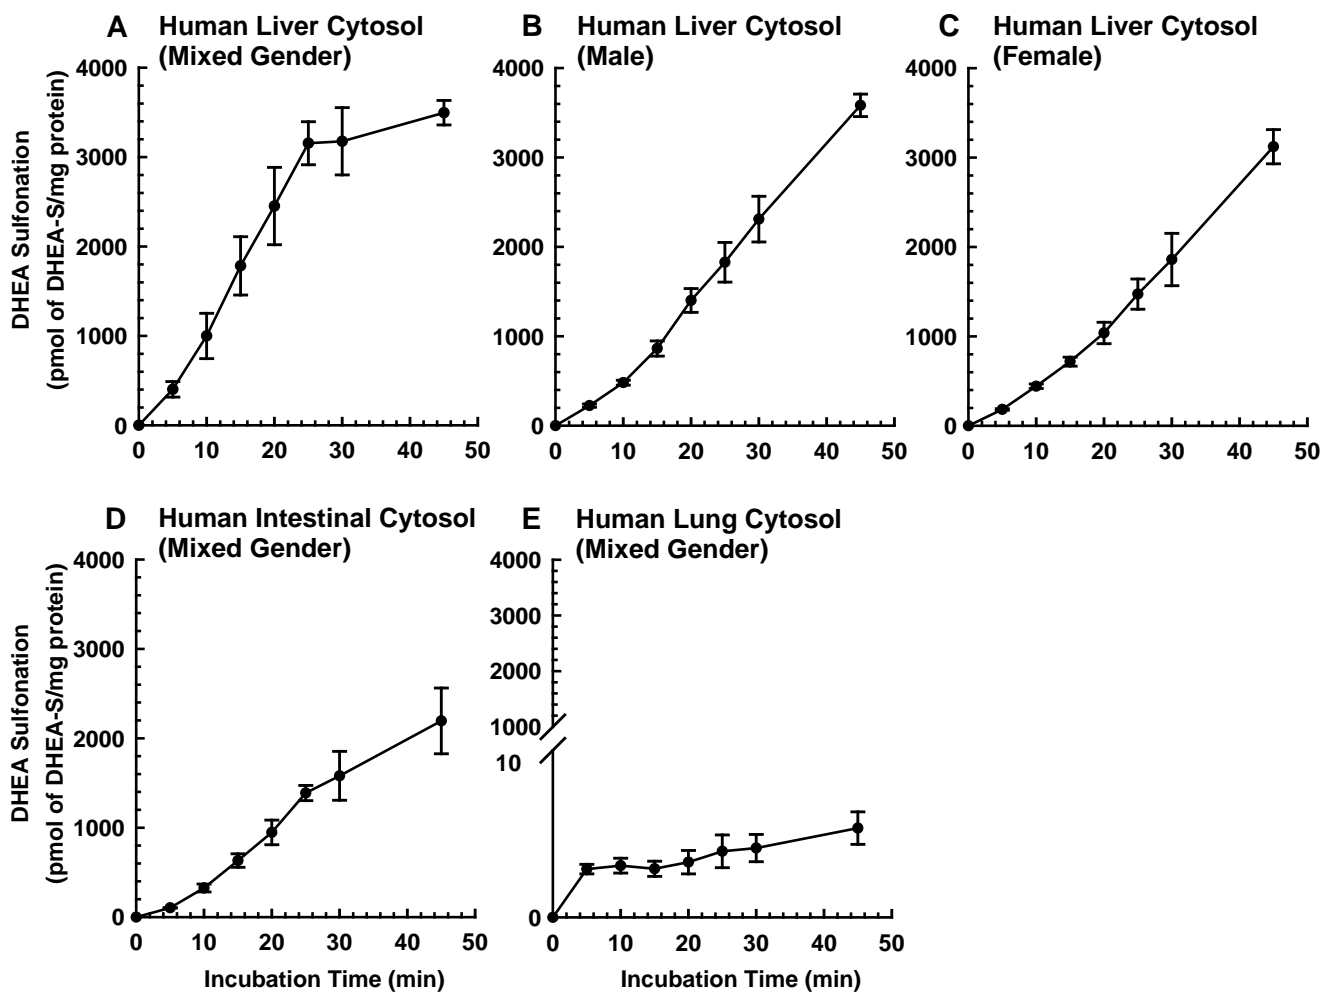 A Human Liver Cytosol
(Mixed Gender)
B Human Liver Cytosol
(Male)
C Human Liver Cytosol
(Female)
DHEA Sulfonation
(pmol of DHEA-S/mg protein)
4000
3000
2000
1000
0
0 10 20 30 40 50
4000
3000
2000
1000
0
0 10 20 30 40 50
4000
3000
2000
1000
0
0 10 20 30 40 50
D Human Intestinal Cytosol
(Mixed Gender)
E Human Lung Cytosol
(Mixed Gender)
DHEA Sulfonation
(pmol of DHEA-S/mg protein)
4000
3000
2000
1000
0
0 10 20 30 40 50
Incubation Time (min)
4000
3000
2000
1000
10
0
0 10 20 30 40 50
Incubation Time (min)